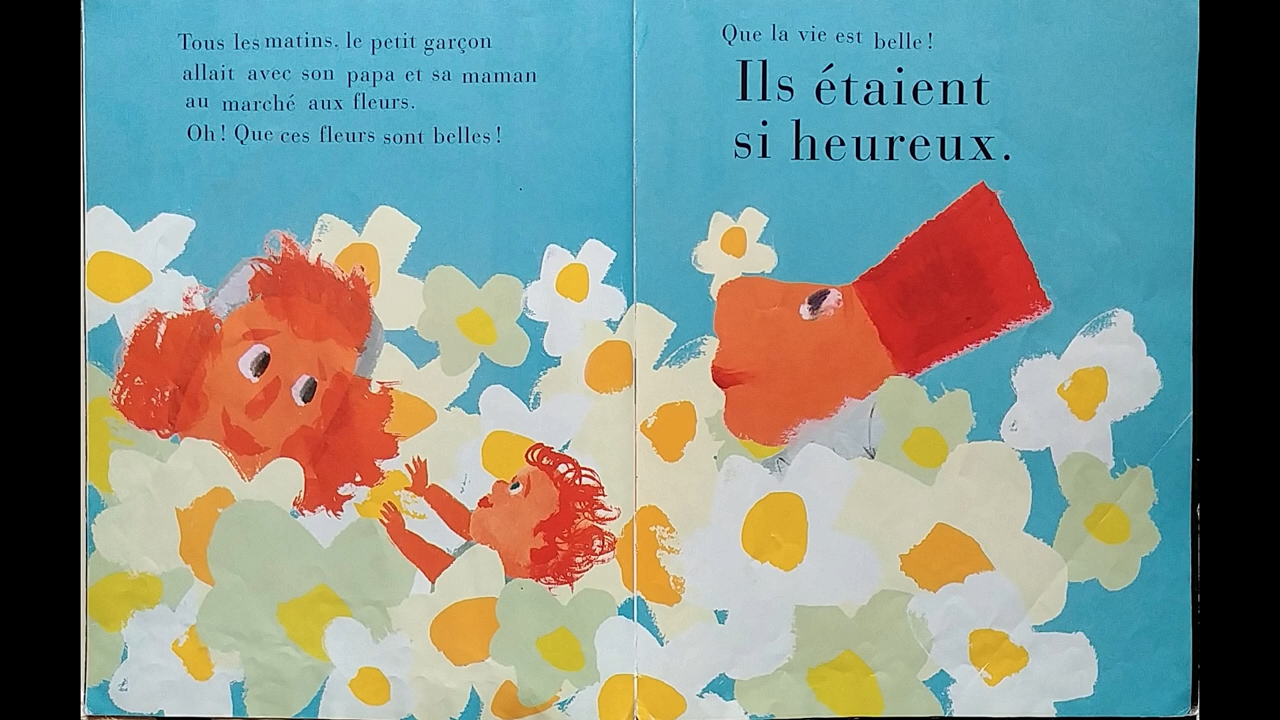 Tous les matins, le petit garçon
allait avec son papa et sa maman
au marché aux fleurs.
Oh ! Que ces fleurs sont belles !
Que la vie est belle !
Ils étaient
si heureux.